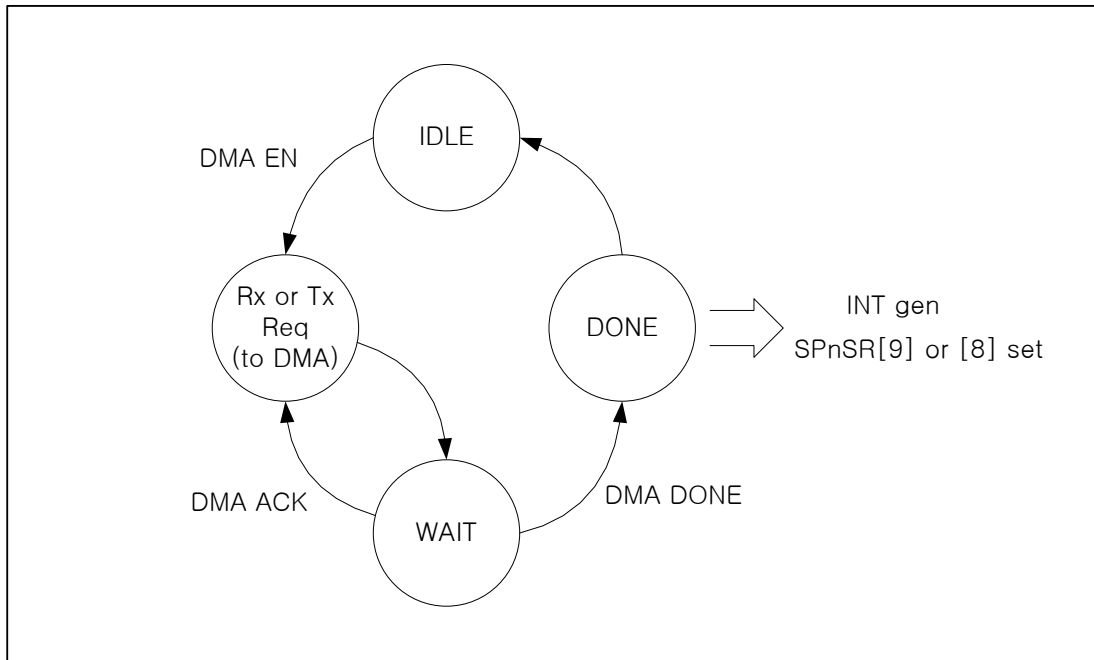 IDLE
DMA EN
Rx or Tx
Req
(to DMA)
DONE
INT gen
SPnSR[9] or [8] set
DMA ACK
DMA DONE
WAIT